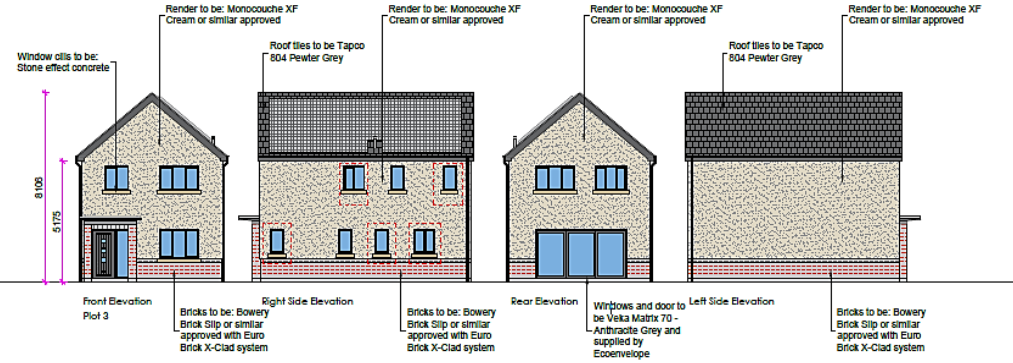 Render to be: Monocouche XF
Cream or similar approved
Render to be: Monocouche XF
Cream or similar approved
Render to be: Monocouche XF
Cream or similar approved
Render to be: Monocouche XF
Cream or similar approved
Window cills to be:
Stone effect concrete
Roof tiles to be Tapco
804 Pewter Grey
Roof tiles to be Tapco
804 Pewter Grey
8106
5175
Front Elevation
Plot 3
Right Side Elevation
Rear Elevation
Left Side Elevation
Bricks to be: Bowery
Brick Slip or similar
approved with Euro
Brick X-Clad system
Bricks to be: Bowery
Brick Slip or similar
approved with Euro
Brick X-Clad system
Windows and door to
be Veka Matrix 70 -
Anthracite Grey and
supplied by
Ecoenvelope
Bricks to be: Bowery
Brick Slip or similar
approved with Euro
Brick X-Clad system